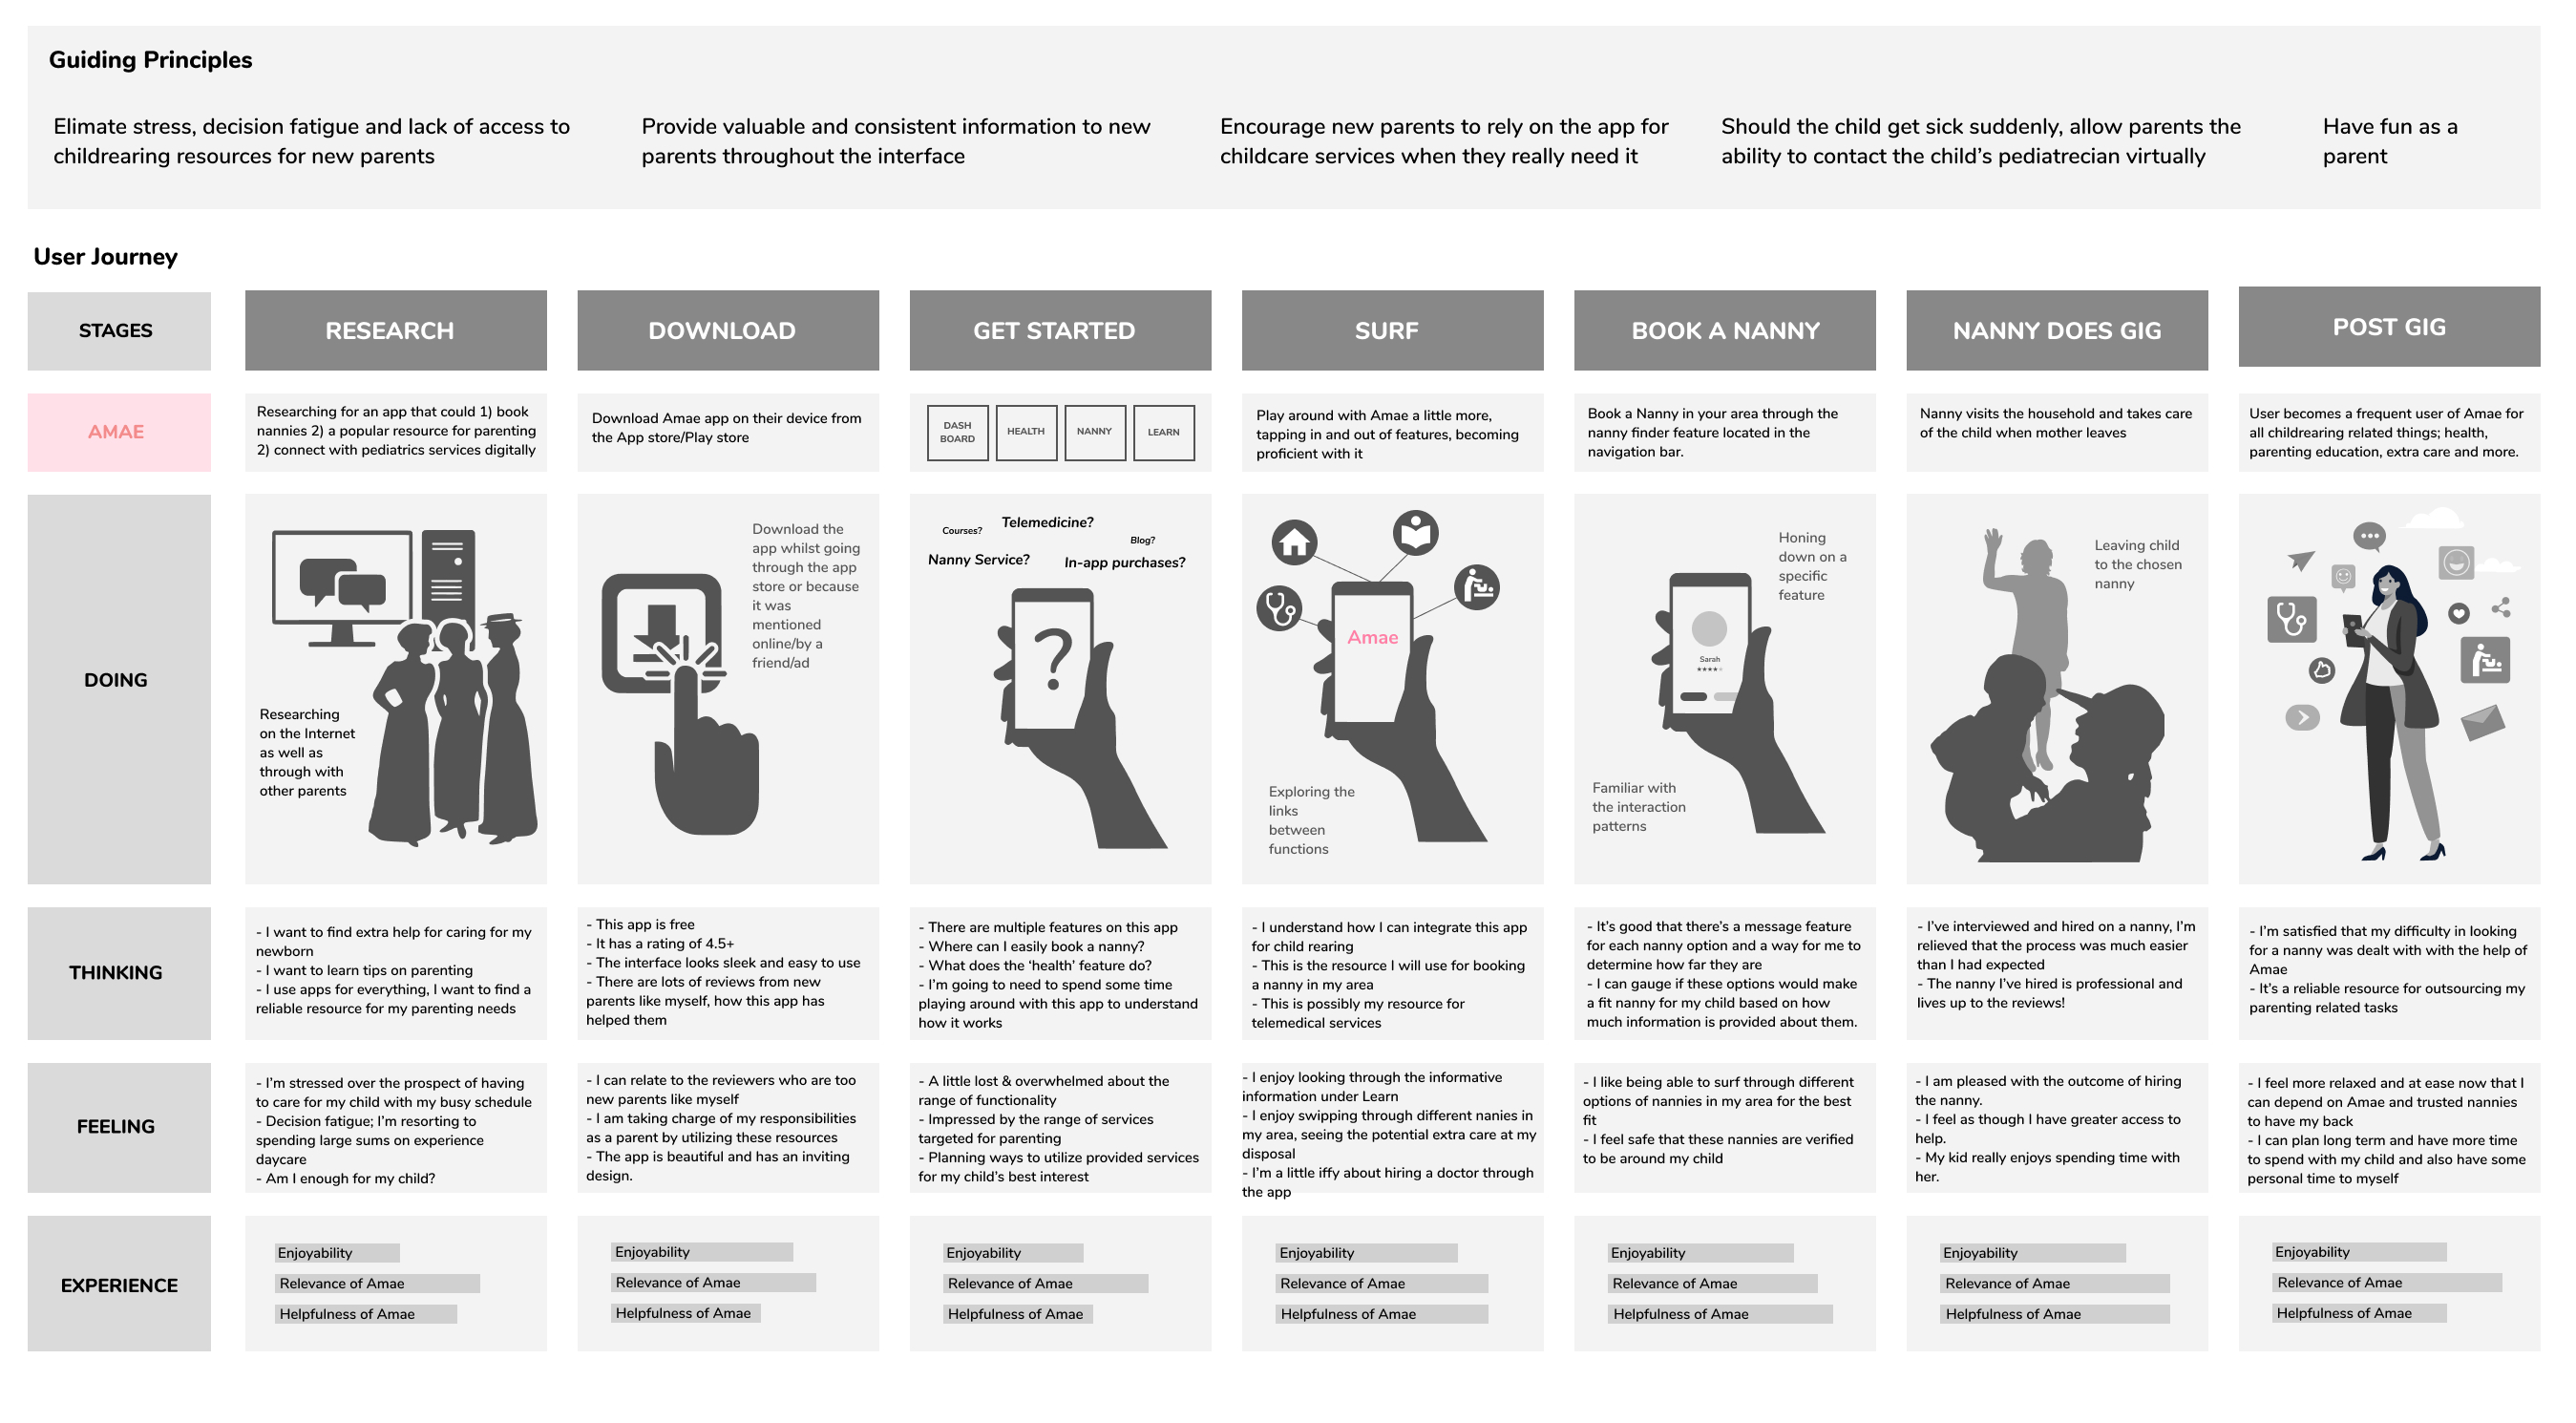 Guiding Principles
Elimate stress, decision fatigue and lack of access to
childrearing resources for new parents
Provide valuable and consistent information to new
parents throughout the interface
Encourage new parents to rely on the app for
childcare services when they really need it
Should the child get sick suddenly, allow parents the
ability to contact the child's pediatrecian virtually
Have fun as a
parent
User Journey
STAGES
RESEARCH
DOWNLOAD
GET STARTED
SURF
BOOK A NANNY
NANNY DOES GIG
POST GIG
AMAE
Researching for an app that could 1) book
nannies 2) a popular resource for parenting
2) connect with pediatrics services digitally
Download Amae app on their device from
the App store/Play store
DASH
BOARD
HEALTH
NANNY
LEARN
Play around with Amae a little more,
tapping in and out of features, becoming
proficient with it
Book a Nanny in your area through the
nanny finder feature located in the
navigation bar.
Nanny visits the household and takes care
of the child when mother leaves
User becomes a frequent user of Amae for
all childrearing related things; health,
parenting education, extra care and more.
DOING
Researching
on the Internet
as well as
through with
other parents
Download the
app whilst going
through the app
store or because
it was
mentioned
online/by a
friend/ad
Courses?
Telemedicine?
Blog?
Nanny Service?
In-app purchases?
?
Amae
Exploring the
links
between
functions
Honing
down on a
specific
feature
Sarah
Familiar with
the interaction
patterns
Leaving child
to the chosen
nanny
THINKING
- I want to find extra help for caring for my
newborn
- I want to learn tips on parenting
- I use apps for everything, I want to find a
reliable resource for my parenting needs
- This app is free
- It has a rating of 4.5+
- The interface looks sleek and easy to use
- There are lots of reviews from new
parents like myself, how this app has
helped them
- There are multiple features on this app
- Where can I easily book a nanny?
- What does the 'health' feature do?
- I'm going to need to spend some time
playing around with this app to understand
how it works
- I understand how I can integrate this app
for child rearing
- This is the resource I will use for booking
a nanny in my area
- This is possibly my resource for
telemedical services
- It's good that there's a message feature
for each nanny option and a way for me to
determine how far they are
- I can gauge if these options would make
a fit nanny for my child based on how
much information is provided about them.
- I've interviewed and hired on a nanny, I'm
relieved that the process was much easier
than I had expected
- The nanny I've hired is professional and
lives up to the reviews!
- I'm satisfied that my difficulty in looking
for a nanny was dealt with with the help of
Amae
- It's a reliable resource for outsourcing my
parenting related tasks
FEELING
- I'm stressed over the prospect of having
to care for my child with my busy schedule
- Decision fatigue; I'm resorting to
spending large sums on experience
daycare
- Am I enough for my child?
- I can relate to the reviewers who are too
new parents like myself
- I am taking charge of my responsibilities
as a parent by utilizing these resources
- The app is beautiful and has an inviting
design.
- A little lost & overwhelmed about the
range of functionality
- Impressed by the range of services
targeted for parenting
- Planning ways to utilize provided services
for my child's best interest
- I enjoy looking through the informative
information under Learn
- I enjoy swipping through different nanies in
my area, seeing the potential extra care at my
disposal
- I'm a little iffy about hiring a doctor through
the app
- I like being able to surf through different
options of nannies in my area for the best
fit
- I feel safe that these nannies are verified
to be around my child
- I am pleased with the outcome of hiring
the nanny.
- I feel as though I have greater access to
help.
- My kid really enjoys spending time with
her.
- I feel more relaxed and at ease now that I
can depend on Amae and trusted nannies
to have my back
- I can plan long term and have more time
to spend with my child and also have some
personal time to myself
EXPERIENCE
Enjoyability
Relevance of Amae
Helpfulness of Amae
Enjoyability
Relevance of Amae
Helpfulness of Amae
Enjoyability
Relevance of Amae
Helpfulness of Amae
Enjoyability
Relevance of Amae
Helpfulness of Amae
Enjoyability
Relevance of Amae
Helpfulness of Amae
Enjoyability
Relevance of Amae
Helpfulness of Amae
Enjoyability
Relevance of Amae
Helpfulness of Amae